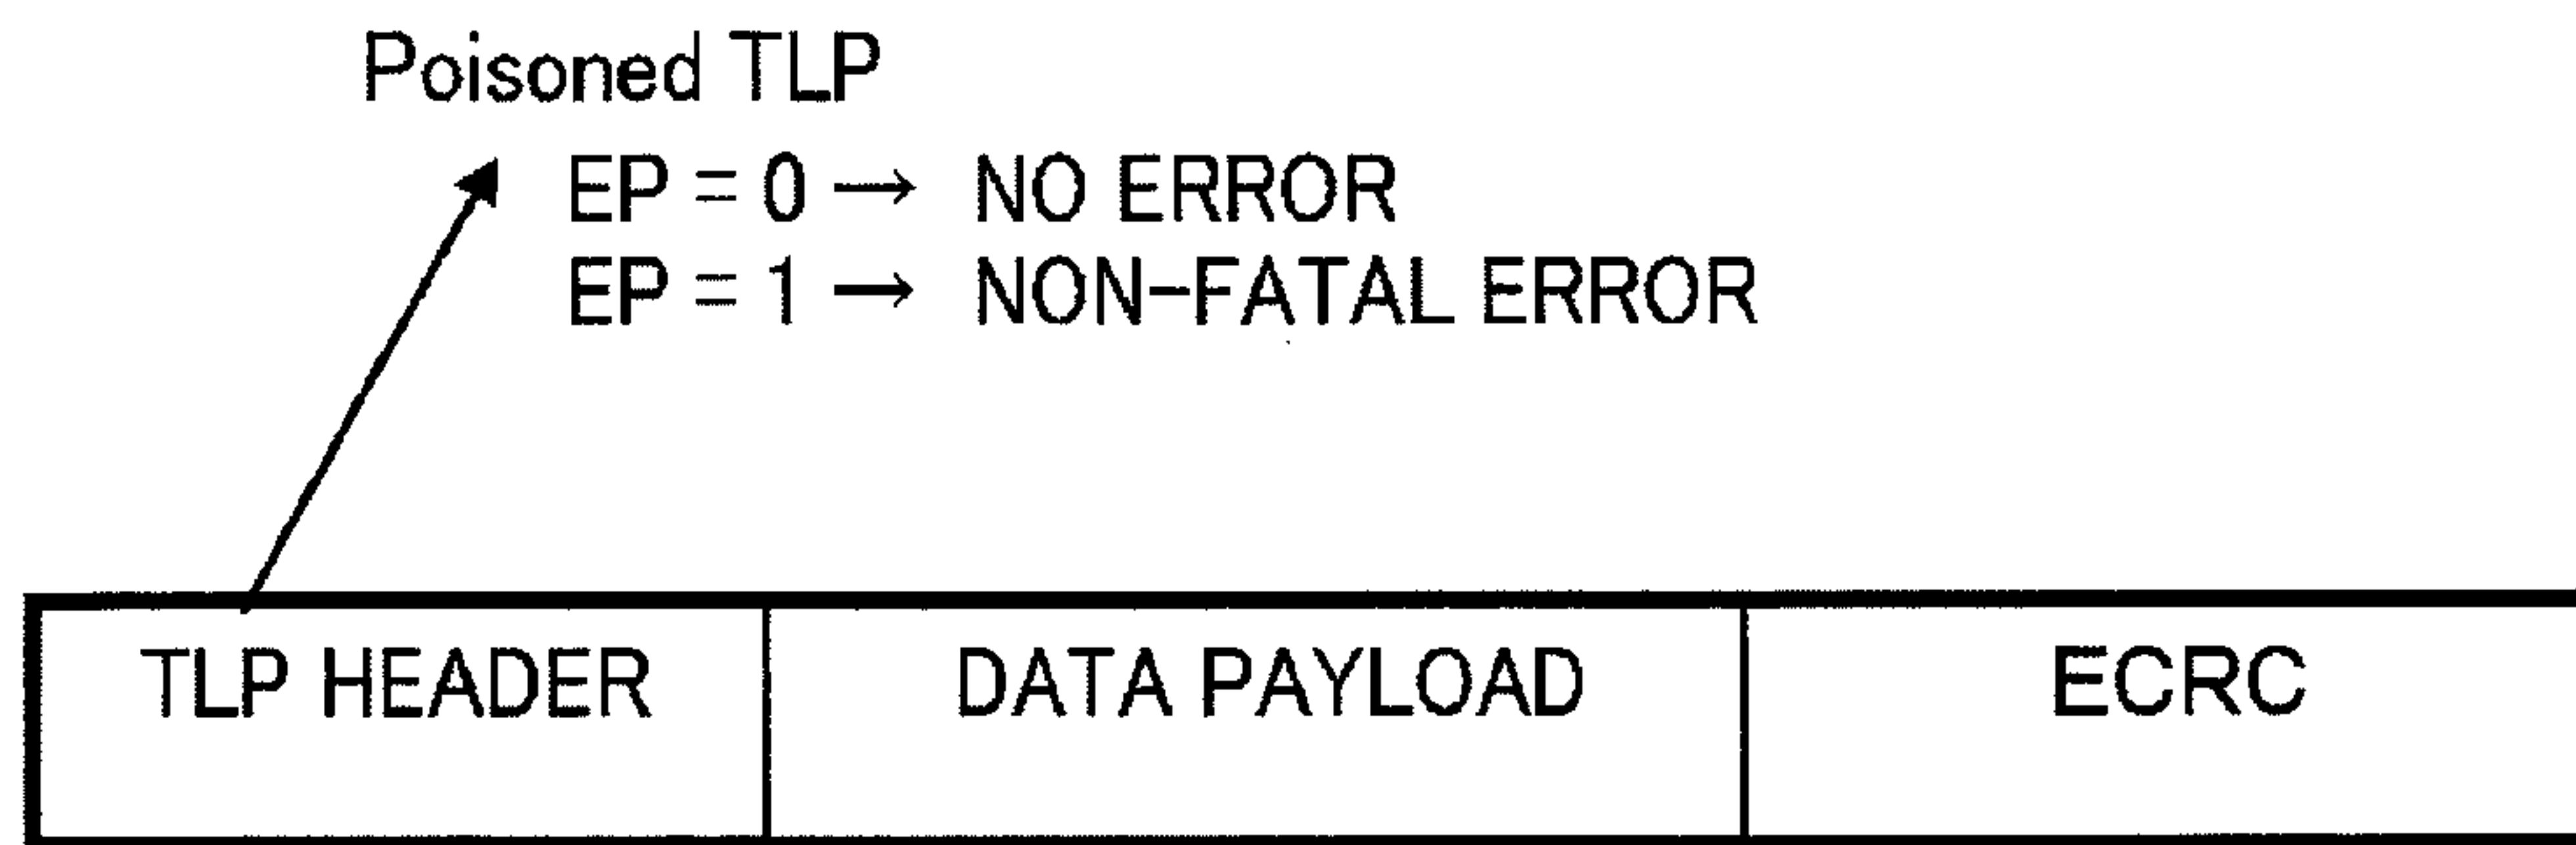 Poisoned TLP
EP = 0 → NO ERROR
EP = 1 → NON-FATAL ERROR
TLP HEADER DATA PAYLOAD ECRC